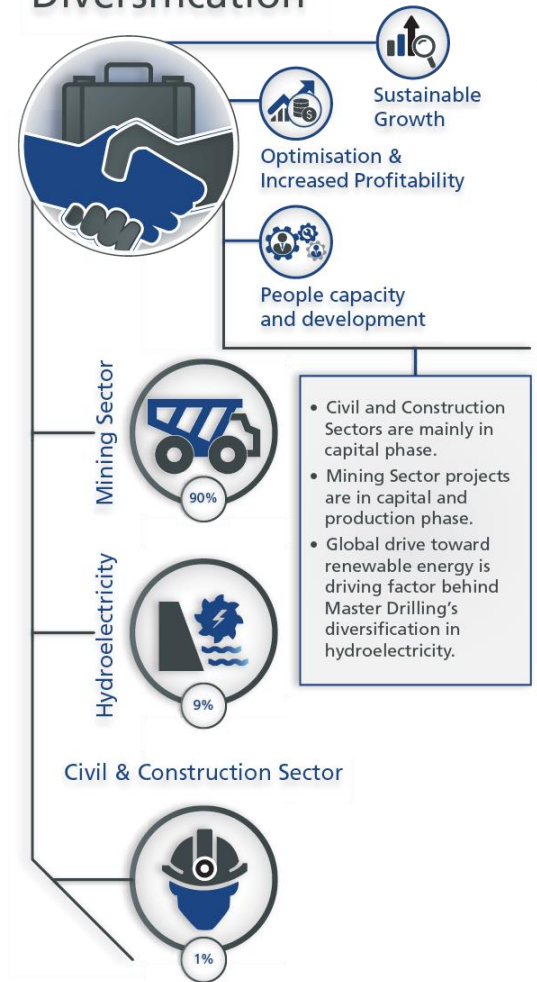 Diversification
Sustainable
Growth
Optimisation &
Increased Profitability
People capacity
and development
Mining Sector
90%
• Civil and Construction
Sectors are mainly in
capital phase.
• Mining Sector projects
are in capital and
production phase.
• Global drive toward
renewable energy is
driving factor behind
Master Drilling's
diversification in
hydroelectricity.
Hydroelectricity
9%
Civil & Construction Sector
1%